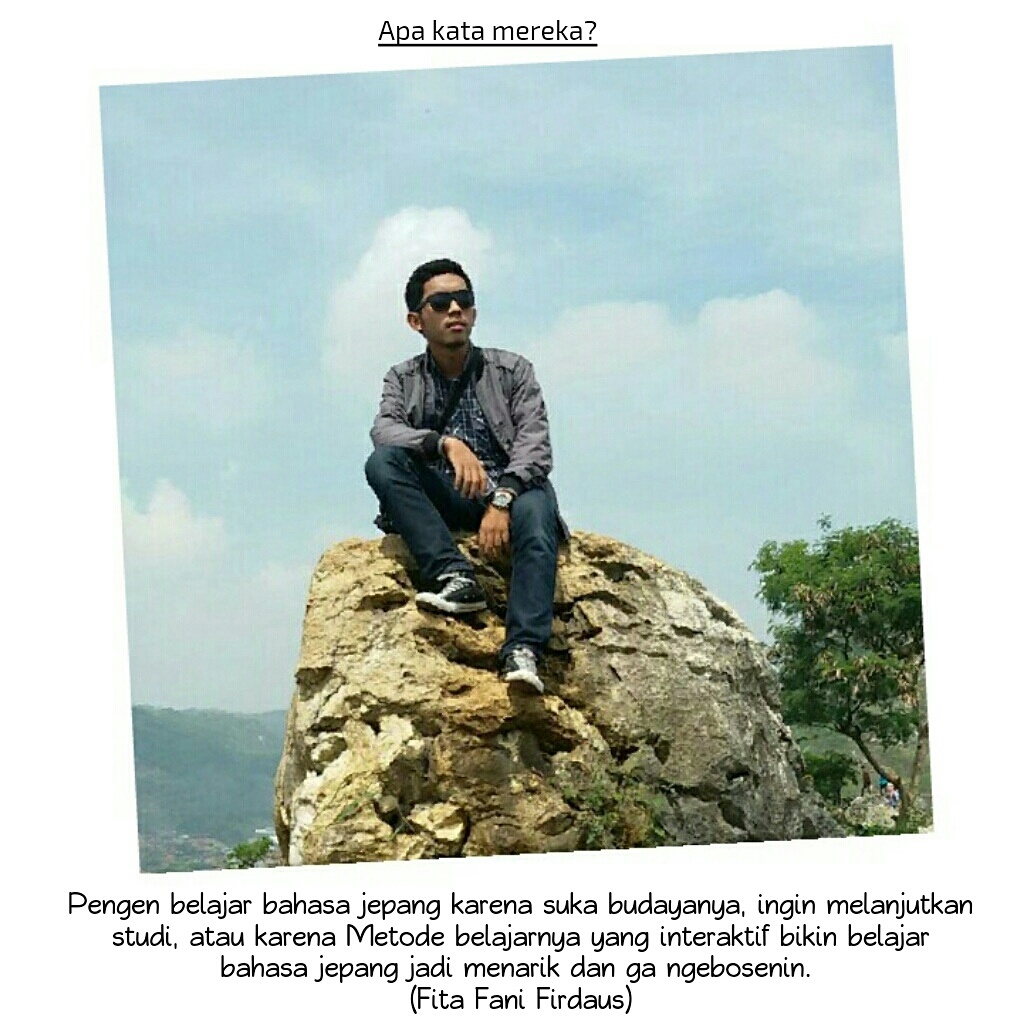 Apa kata mereka?
Pengen belajar bahasa jepang karena suka budayanya, ingin melanjutkan
studi, atau karena Metode belajarnya yang interaktif bikin belajar
bahasa jepang jadi menarik dan ga ngebosenin.
(Fita Fani Firdaus)